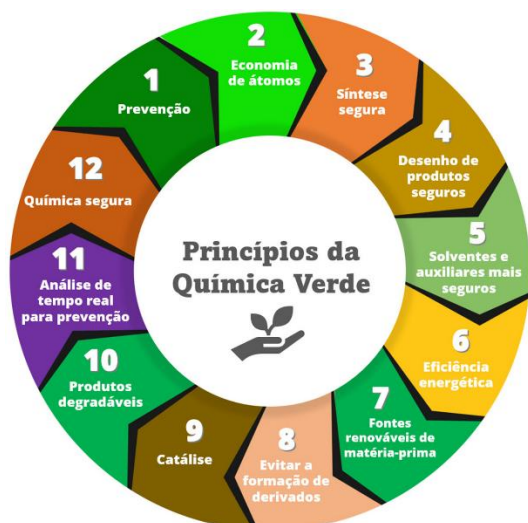 Princípios da
Química Verde
1
Prevenção
2
Economia
de átomos
3
Síntese
segura
4
Desenho de
produtos
seguros
5
Solventes e
auxiliares mais
seguros
6
Eficiência
energética
7
Fontes
renováveis de
matéria-prima
8
Evitar a
formação de
derivados
9
Catálise
10
Produtos
degradáveis
11
Análise de
tempo real
para prevenção
12
Química segura